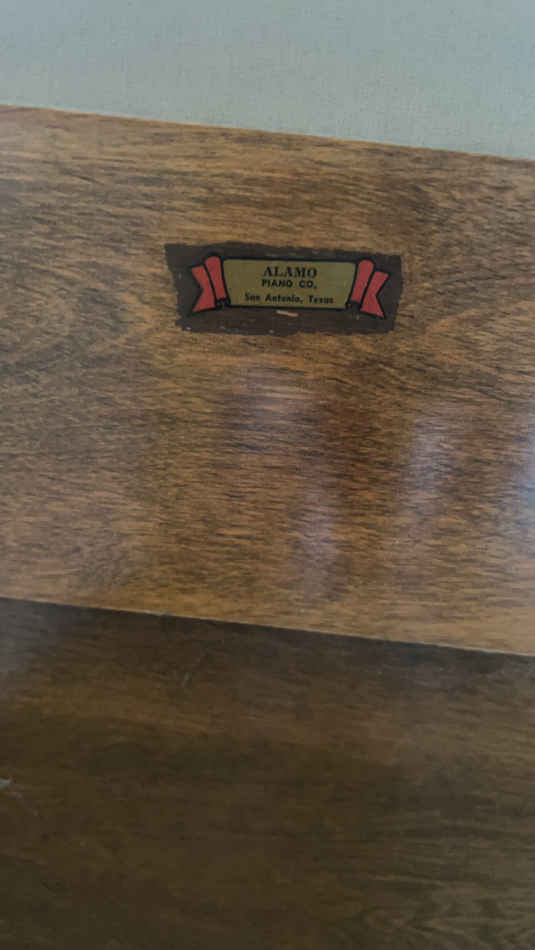 ALAMO
PIANO CO.
San Antonio, Texas